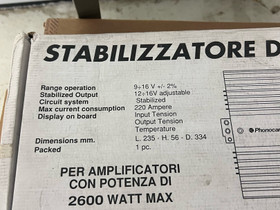 STABILIZZATORE D
Range operation 9÷16 V +/- 2%
Stabilized Output 12÷16V adjustable
Circuit system Stabilized
Max current consumption 220 Ampere
Display on board Input Tension
Output Tension
Temperature
Dimensions mm. L. 235 - H. 56 - D. 334
Packed 1 pc.
Phonocar
PER AMPLIFICATORI
CON POTENZA DI
2600 WATT MAX